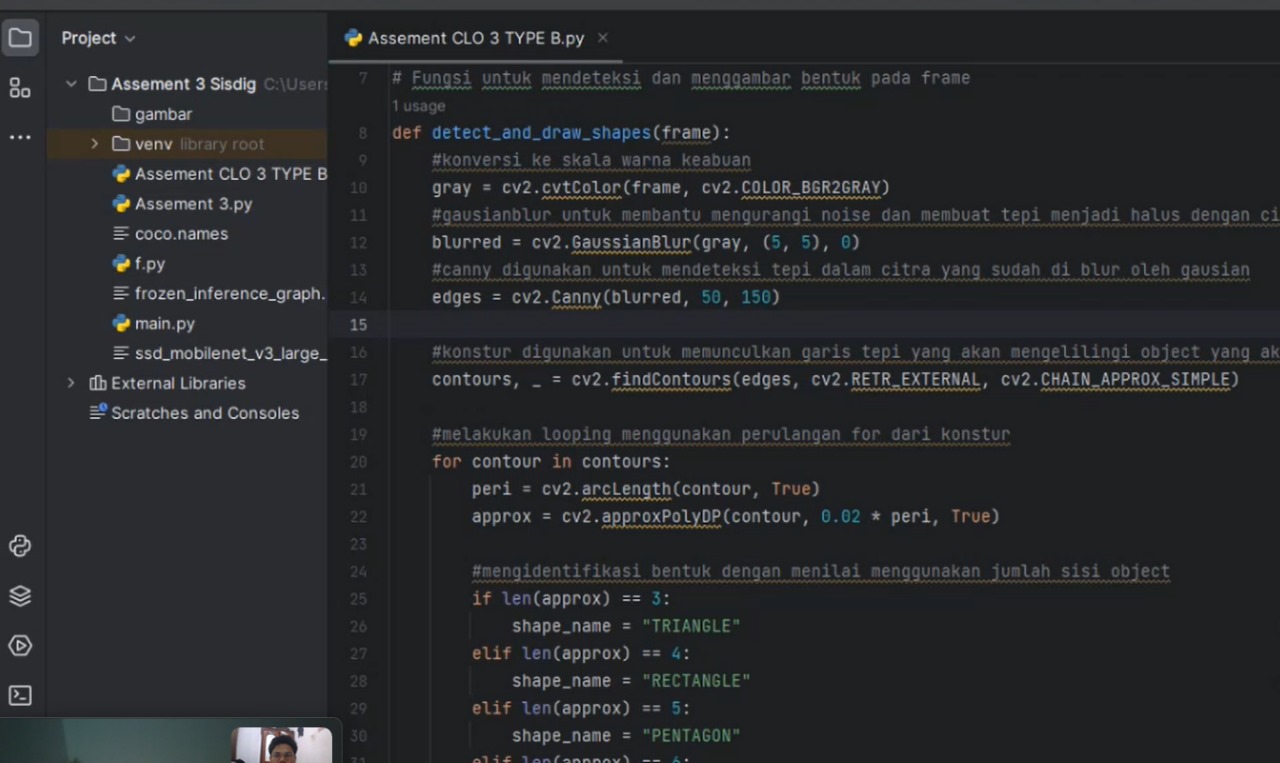 Project
Assement CLO 3 TYPE B.py
Assement 3 Sisdig C:\Users
gambar
venv library root
Assement CLO 3 TYPE B
Assement 3.py
coco.names
f.py
frozen_inference_graph.
main.py
ssd_mobilenet_v3_large_
External Libraries
Scratches and Consoles
7 # Fungsi untuk mendeteksi dan menggambar bentuk pada frame
1 usage
8 def detect_and_draw_shapes(frame):
9 #konversi ke skala warna keabuan
10 gray = cv2.cvtColor(frame, cv2.COLOR_BGR2GRAY)
11 #gausianblur untuk membantu mengurangi noise dan membuat tepi menjadi halus dengan ci
12 blurred = cv2.GaussianBlur(gray, (5, 5), 0)
13 #canny digunakan untuk mendeteksi tepi dalam citra yang sudah di blur oleh gausian
14 edges = cv2.Canny(blurred, 50, 150)
15
16 #konstur digunakan untuk memunculkan garis tepi yang akan mengelilingi object yang ak
17 contours, _ = cv2.findContours(edges, cv2.RETR_EXTERNAL, cv2.CHAIN_APPROX_SIMPLE)
18
19 #melakukan looping menggunakan perulangan for dari konstur
20 for contour in contours:
21 peri = cv2.arcLength(contour, True)
22 approx = cv2.approxPolyDP(contour, 0.02 * peri, True)
23
24 #mengidentifikasi bentuk dengan menilai menggunakan jumlah sisi object
25 if len(approx) == 3:
26 shape_name = "TRIANGLE"
27 elif len(approx) == 4:
28 shape_name = "RECTANGLE"
29 elif len(approx) == 5:
30 shape_name = "PENTAGON"
31 elif len(approx) == 6: